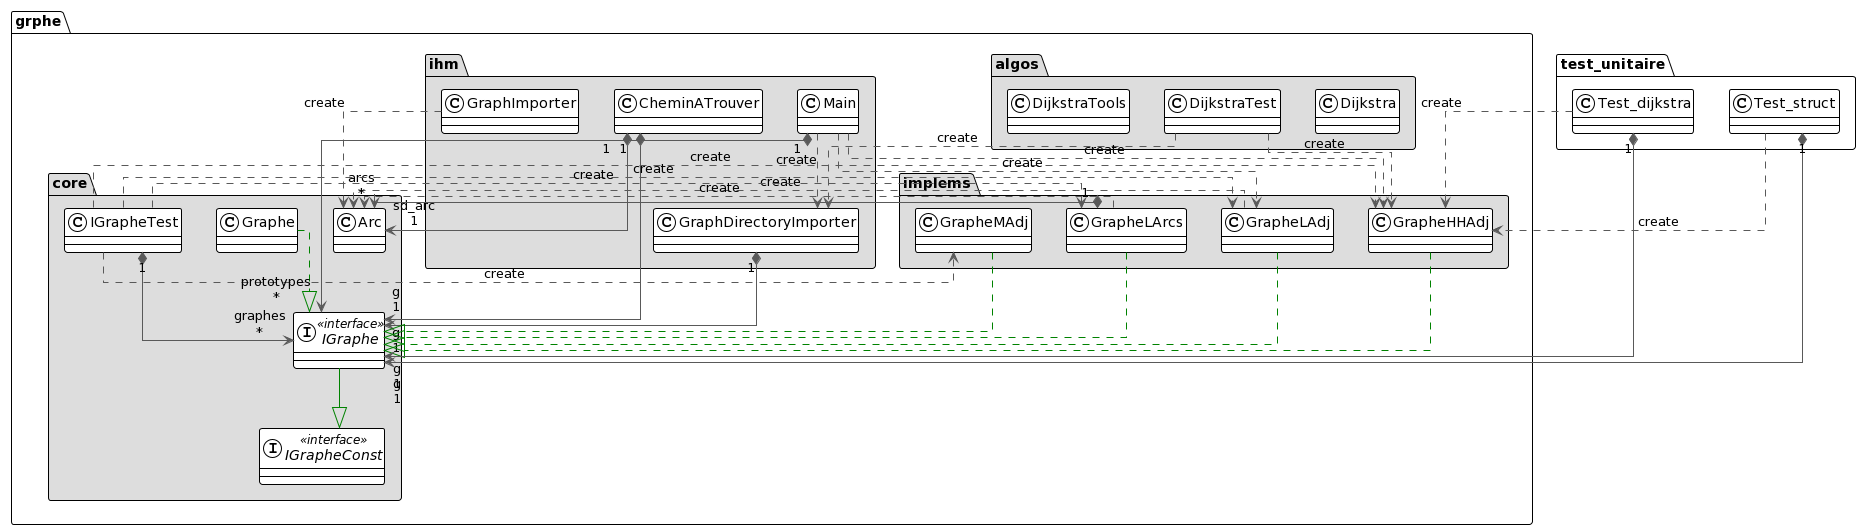 grphe
ihm
algos
test_unitaire
C GraphImporter
C CheminATrouver
C Main
C DijkstraTools
C DijkstraTest
C Dijkstra
C Test_dijkstra
C Test_struct
create
create
create
1
1
1
create
create
create
create
1
1
create
create
create
create
create
arcs
*
core
implems
1
sd_arc
1
C IGrapheTest
C Graphe
C Arc
C GraphDirectoryImporter
C GrapheMAdj
C GrapheLArcs
C GrapheLAdj
C GrapheHHAdj
create
1
1
create
prototypes
*
g
1
graphes
*
I «interface»
IGraphe
g
1
g
1
g
1
I «interface»
IGrapheConst